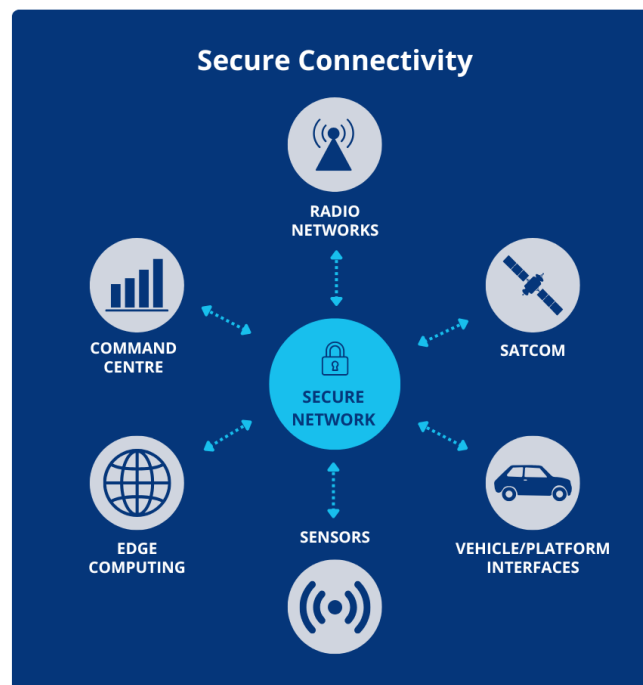 Secure Connectivity
RADIO
NETWORKS
COMMAND
CENTRE
SATCOM
SECURE
NETWORK
EDGE
COMPUTING
SENSORS
VEHICLE/PLATFORM
INTERFACES